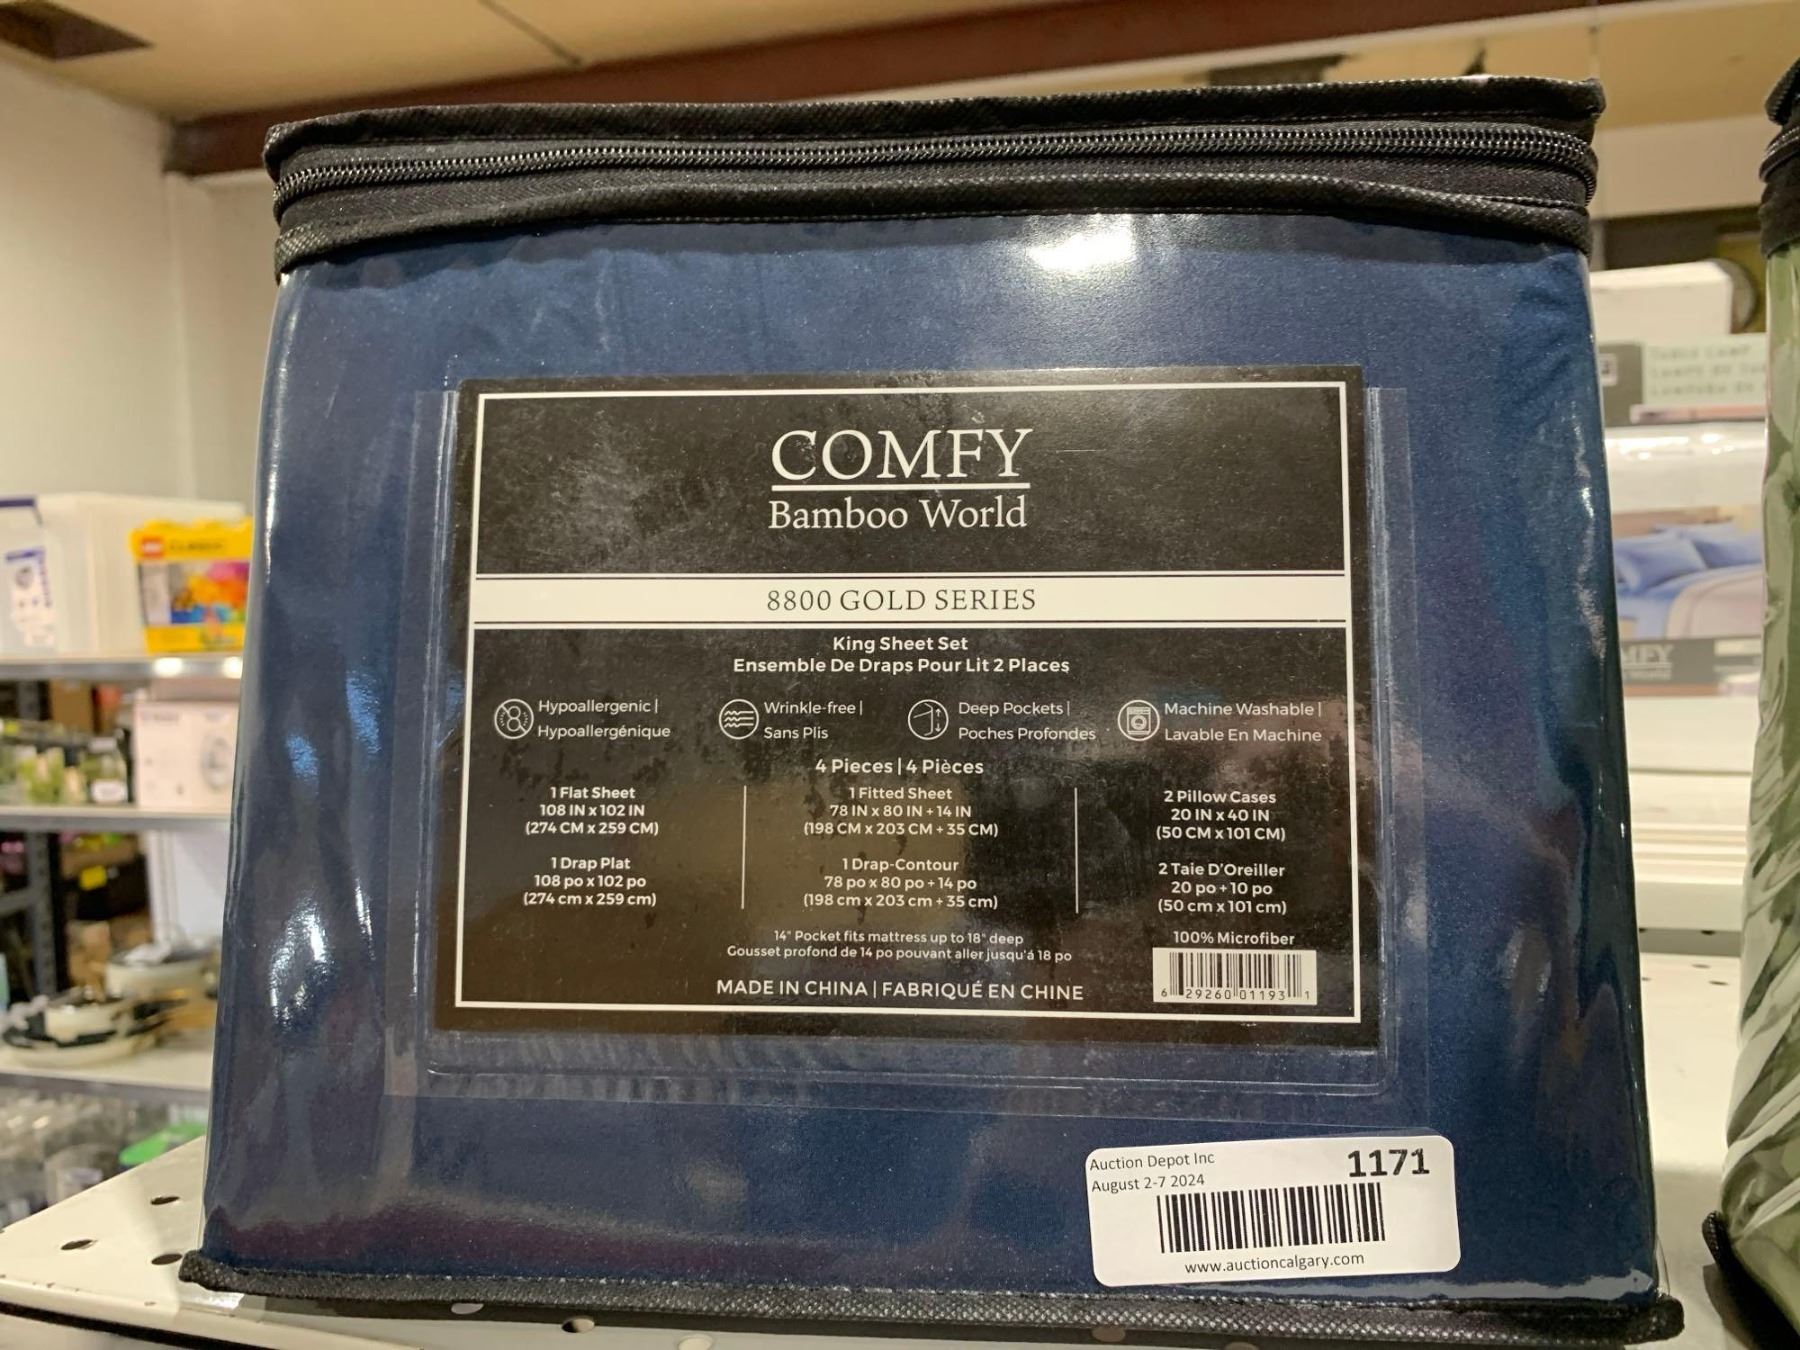 COMFY
Bamboo World
8800 GOLD SERIES
King Sheet Set
Ensemble De Draps Pour Lit 2 Places
Hypoallergenic |
Hypoallergénique
Wrinkle-free |
Sans Plis
Deep Pockets |
Poches Profondes
Machine Washable |
Lavable En Machine
4 Pieces | 4 Pièces
1 Flat Sheet
108 IN x 102 IN
(274 CM x 259 CM)
1 Drap Plat
108 po x 102 po
(274 cm x 259 cm)
1 Fitted Sheet
78 IN x 80 IN + 14 IN
(198 CM x 203 CM + 35 CM)
1 Drap-Contour
78 po x 80 po + 14 po
(198 cm x 203 cm + 35 cm)
2 Pillow Cases
20 IN x 40 IN
(50 CM x 101 CM)
2 Taie D'Oreiller
20 po + 10 po
(50 cm x 101 cm)
14" Pocket fits mattress up to 18" deep
Gousset profond de 14 po pouvant aller jusqu'á 18 po
100% Microfiber
MADE IN CHINA | FABRIQUÉ EN CHINE
6 29260 01193 1
Auction Depot Inc
1171
August 2-7 2024
www.auctioncalgary.com